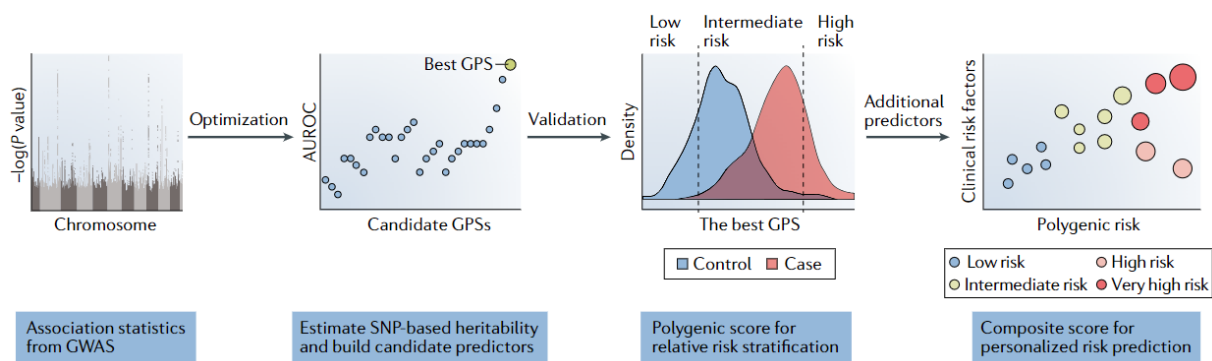 −log(P value)
Chromosome
Optimization
AUROC
Best GPS
Candidate GPSs
Validation
Low
risk
Intermediate
risk
High
risk
Density
The best GPS
Control
Case
Additional
predictors
Clinical risk factors
Polygenic risk
Low risk
High risk
Intermediate risk
Very high risk
Association statistics
from GWAS
Estimate SNP-based heritability
and build candidate predictors
Polygenic score for
relative risk stratification
Composite score for
personalized risk prediction